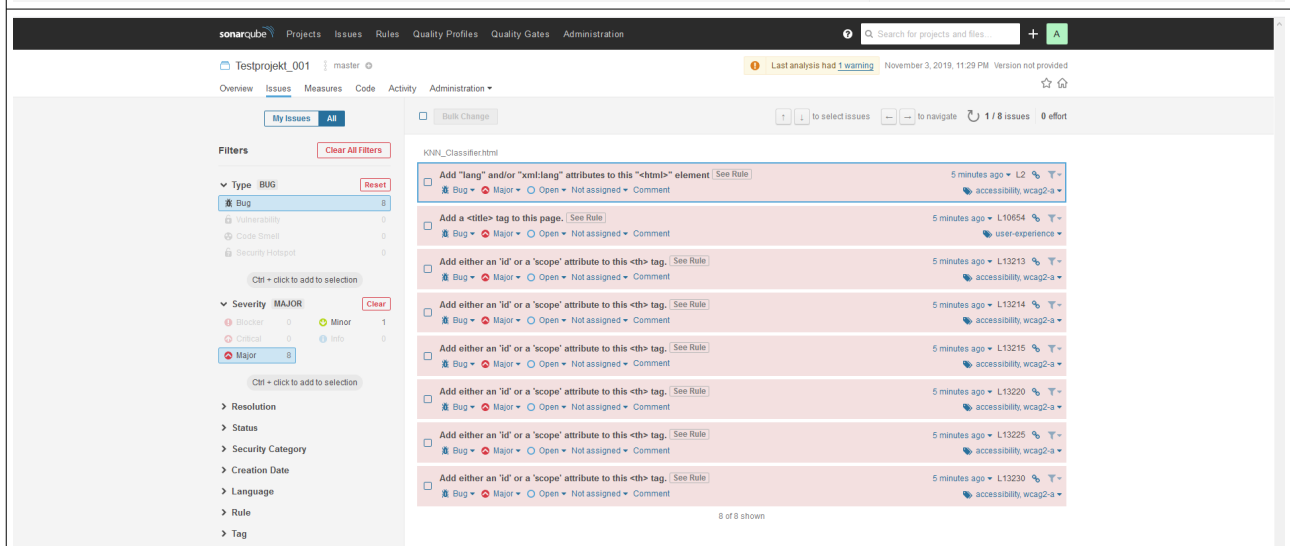 sonarqube Projects Issues Rules Quality Profiles Quality Gates Administration ? Search for projects and files... + A
Testprojekt_001 master Last analysis had 1 warning November 3, 2019, 11:29 PM Version not provided
Overview Issues Measures Code Activity Administration
My Issues All Bulk Change ↑ ↓ to select issues ← → to navigate 1 / 8 issues 0 effort
Filters Clear All Filters
Type BUG Reset
Bug 8
Vulnerability 0
Code Smell 0
Security Hotspot 0
Ctrl + click to add to selection
Severity MAJOR Clear
Blocker 0 Minor 1
Critical 0 Info 0
Major 8
Ctrl + click to add to selection
Resolution
Status
Security Category
Creation Date
Language
Rule
Tag
KNN_Classifier.html
Add "lang" and/or "xml:lang" attributes to this "<html>" element See Rule 5 minutes ago L2
Bug Major Open Not assigned Comment accessibility, wcag2-a
Add a <title> tag to this page. See Rule 5 minutes ago L10654
Bug Major Open Not assigned Comment user-experience
Add either an 'id' or a 'scope' attribute to this <th> tag. See Rule 5 minutes ago L13213
Bug Major Open Not assigned Comment accessibility, wcag2-a
Add either an 'id' or a 'scope' attribute to this <th> tag. See Rule 5 minutes ago L13214
Bug Major Open Not assigned Comment accessibility, wcag2-a
Add either an 'id' or a 'scope' attribute to this <th> tag. See Rule 5 minutes ago L13215
Bug Major Open Not assigned Comment accessibility, wcag2-a
Add either an 'id' or a 'scope' attribute to this <th> tag. See Rule 5 minutes ago L13220
Bug Major Open Not assigned Comment accessibility, wcag2-a
Add either an 'id' or a 'scope' attribute to this <th> tag. See Rule 5 minutes ago L13225
Bug Major Open Not assigned Comment accessibility, wcag2-a
Add either an 'id' or a 'scope' attribute to this <th> tag. See Rule 5 minutes ago L13230
Bug Major Open Not assigned Comment accessibility, wcag2-a
8 of 8 shown